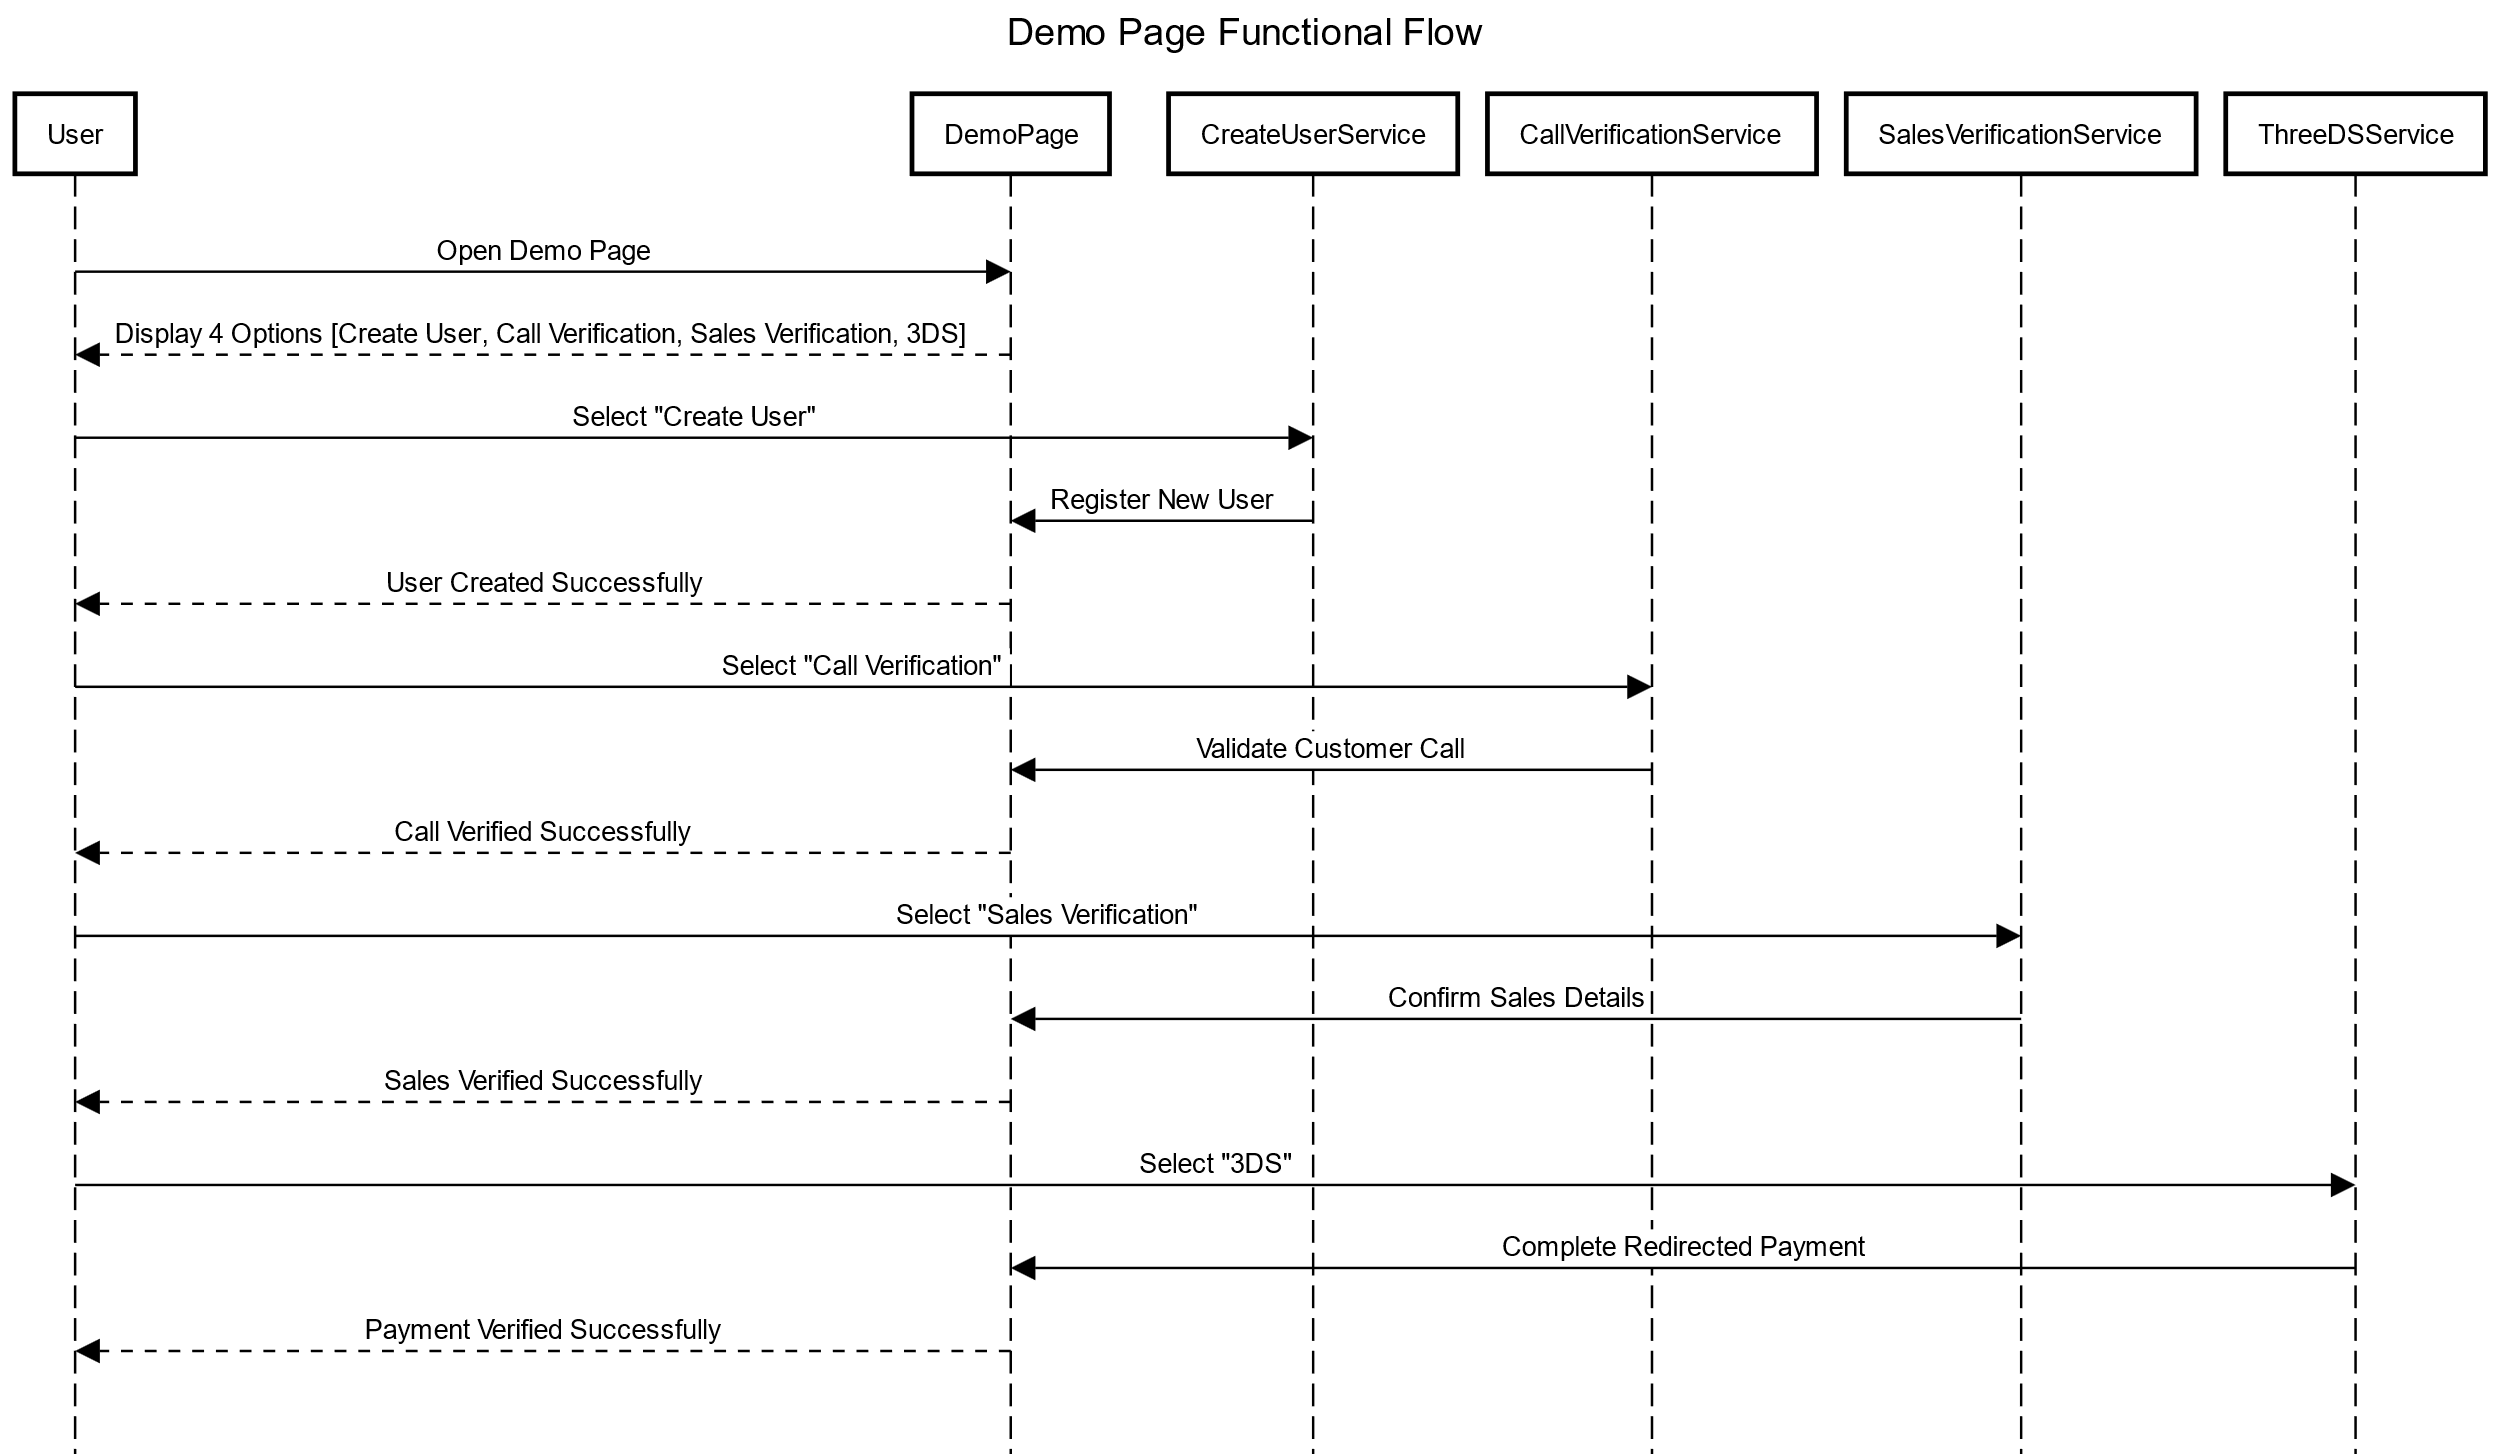 Demo Page Functional Flow
User
DemoPage
CreateUserService
CallVerificationService
SalesVerificationService
ThreeDSService
Open Demo Page
Display 4 Options [Create User, Call Verification, Sales Verification, 3DS]
Select "Create User"
Register New User
User Created Successfully
Select "Call Verification"
Validate Customer Call
Call Verified Successfully
Select "Sales Verification"
Confirm Sales Details
Sales Verified Successfully
Select "3DS"
Complete Redirected Payment
Payment Verified Successfully